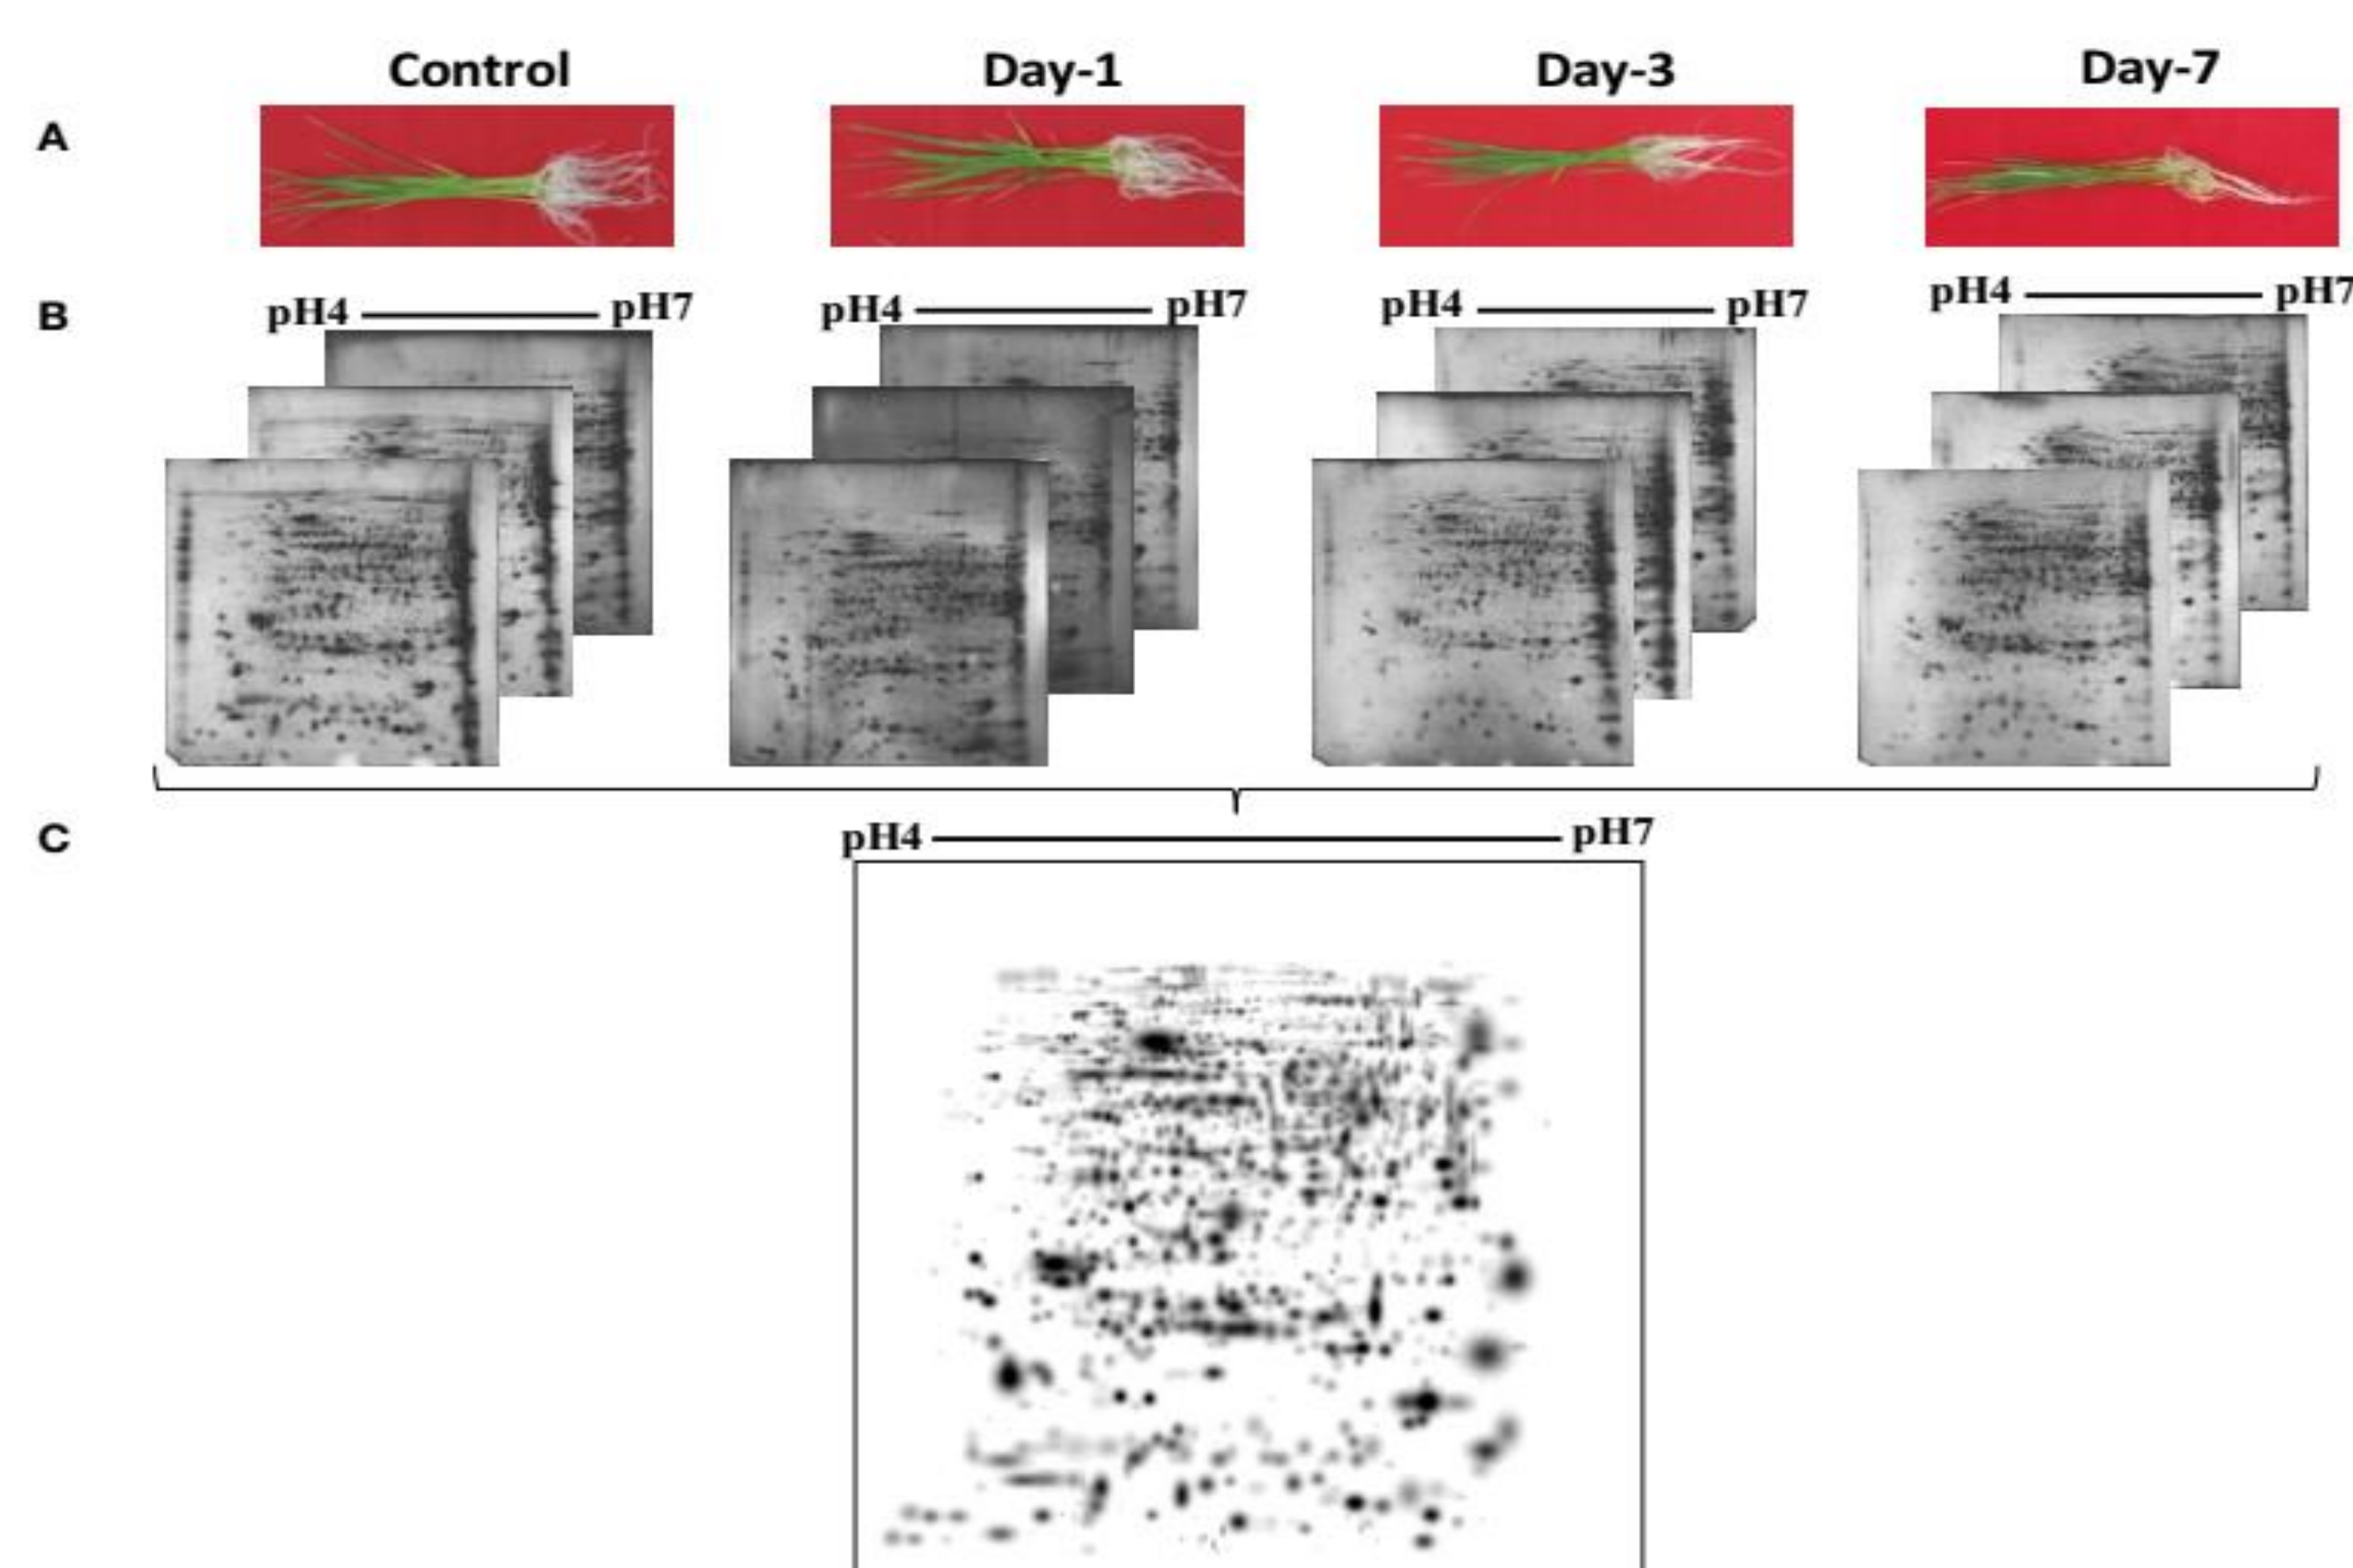 Control Day-1 Day-3 Day-7
A
B
pH4 pH7 pH4 pH7 pH4 pH7 pH4 pH7
C
pH4 pH7